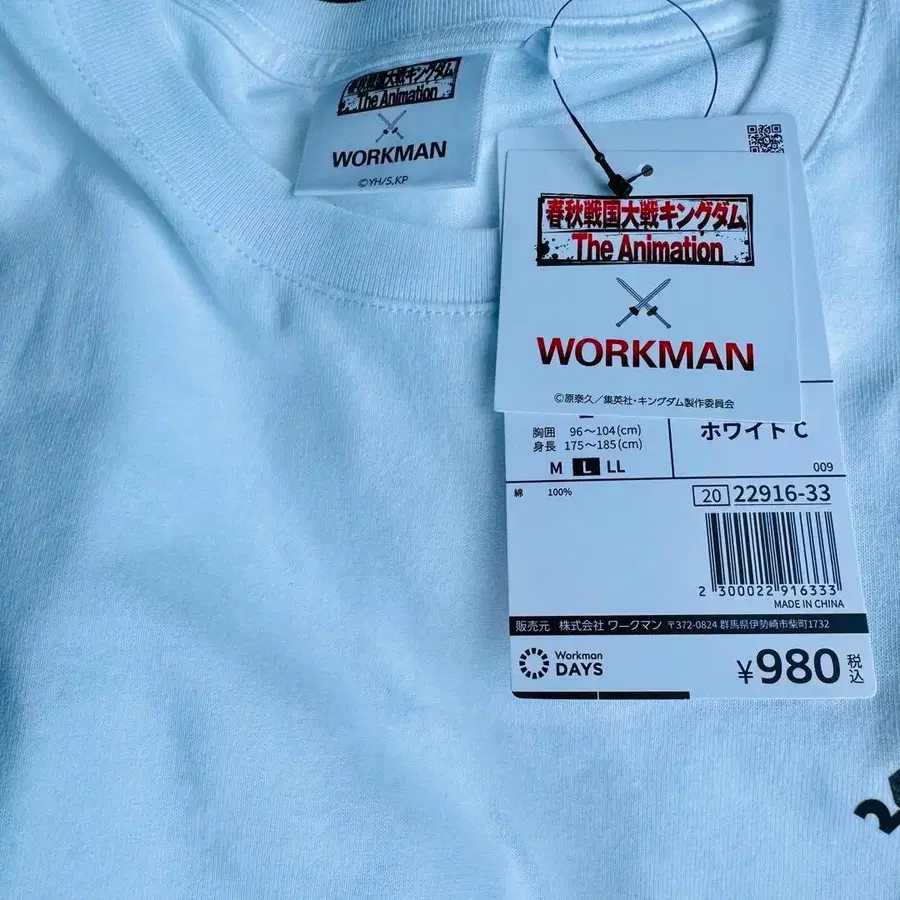 春秋戦国大戦キングダム
The Animation
WORKMAN
©YH/S,KP
春秋戦国大戦キングダム
The Animation
WORKMAN
©原泰久/集英社・キングダム製作委員会
胸囲 96〜104(cm)
身長 175〜185(cm)
M L LL
ホワイト C
009
綿 100%
20 22916-33
2 300022 916333
MADE IN CHINA
販売元 株式会社 ワークマン 〒372-0824 群馬県伊勢崎市柴町1732
Workman
DAYS
¥980 税込